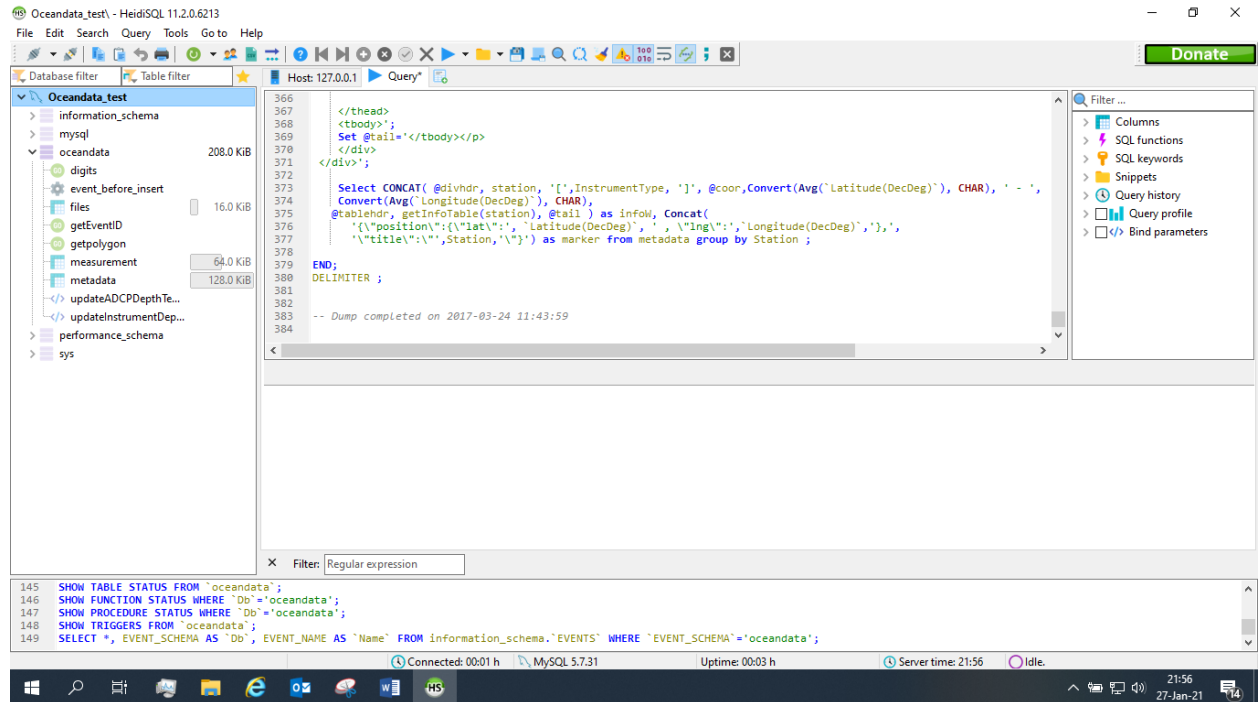 Oceandata_test\ - HeidiSQL 11.2.0.6213
File Edit Search Query Tools Go to Help
Donate
Database filter Table filter
Host: 127.0.0.1 Query*
Oceandata_test
information_schema
mysql
oceandata 208.0 KiB
digits
event_before_insert
files 16.0 KiB
getEventID
getpolygon
measurement 64.0 KiB
metadata 128.0 KiB
updateADCPDepthTe...
updateInstrumentDep...
performance_schema
sys
366
367 </thead>
368 <tbody>';
369 Set @tail='</tbody></p>
370 </div>
371 </div>';
372
373 Select CONCAT( @divhdr, station, '[',InstrumentType, ']', @coor,Convert(Avg(`Latitude(DecDeg)`), CHAR), ' - ',
374 Convert(Avg(`Longitude(DecDeg)`), CHAR),
375 @tablehdr, getInfoTable(station), @tail ) as infoW, Concat(
376 '{\"position\":{\"lat\":', `Latitude(DecDeg)`, ' , \"lng\":',`Longitude(DecDeg)`,'},',
377 '\"title\":\"',Station,'\"}') as marker from metadata group by Station ;
378
379 END;
380 DELIMITER ;
381
382
383 -- Dump completed on 2017-03-24 11:43:59
384
Filter ...
Columns
SQL functions
SQL keywords
Snippets
Query history
Query profile
Bind parameters
Filter: Regular expression
145 SHOW TABLE STATUS FROM `oceandata`;
146 SHOW FUNCTION STATUS WHERE `Db`='oceandata';
147 SHOW PROCEDURE STATUS WHERE `Db`='oceandata';
148 SHOW TRIGGERS FROM `oceandata`;
149 SELECT *, EVENT_SCHEMA AS `Db`, EVENT_NAME AS `Name` FROM information_schema.`EVENTS` WHERE `EVENT_SCHEMA`='oceandata';
Connected: 00:01 h MySQL 5.7.31 Uptime: 00:03 h Server time: 21:56 Idle.
HS
21:56
27-Jan-21
14